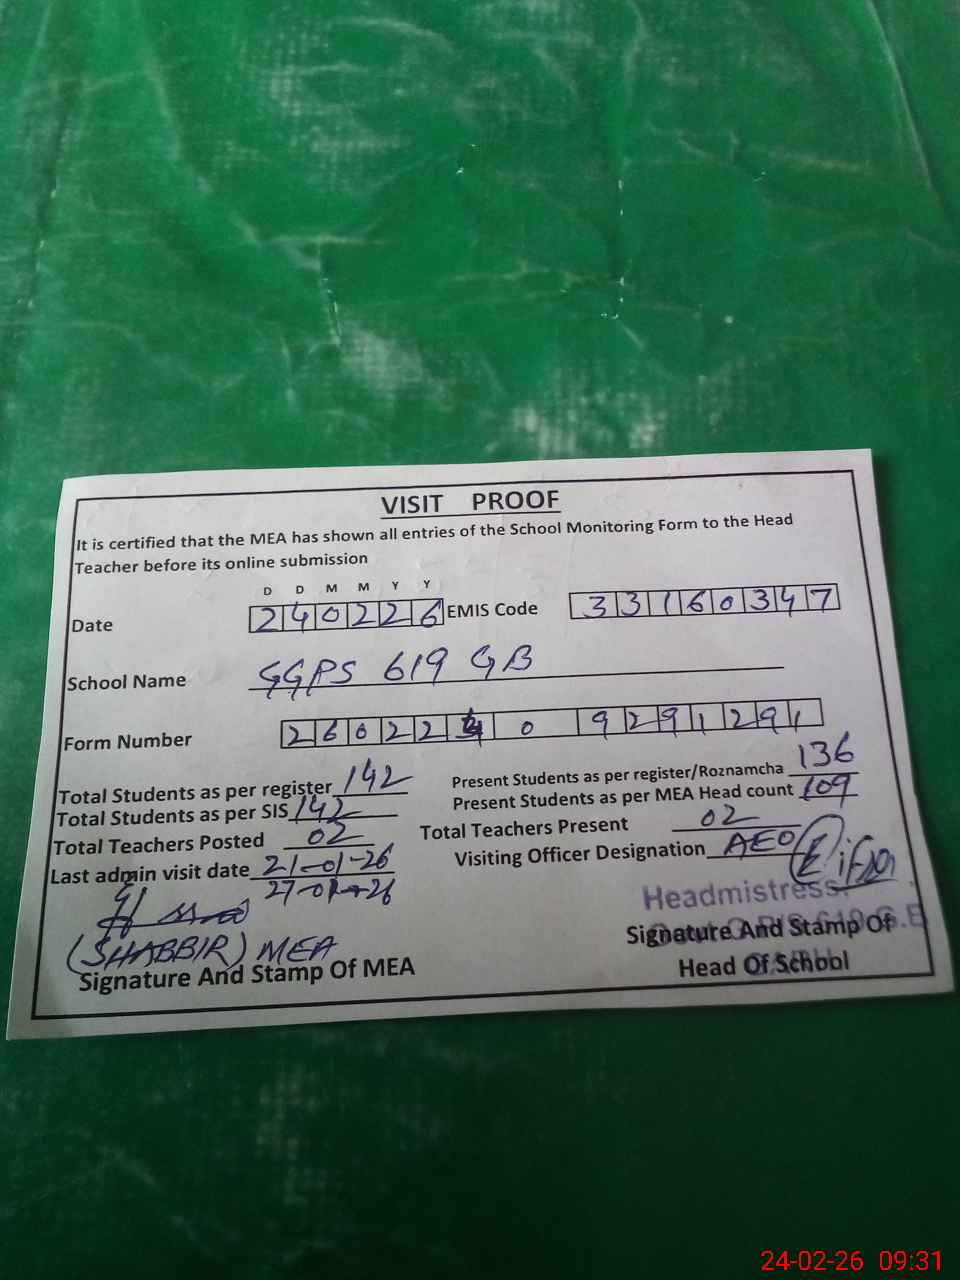 VISIT PROOF
It is certified that the MEA has shown all entries of the School Monitoring Form to the Head
Teacher before its online submission
D D M M Y Y
Date 240226 EMIS Code 33160347
School Name GGPS 619 GB
Form Number 260224 0 9291291
Total Students as per register 142 Present Students as per register/Roznamcha 136
Total Students as per SIS 142 Present Students as per MEA Head count 109
Total Teachers Posted 02 Total Teachers Present 02
Last admin visit date 21-01-26 Visiting Officer Designation AEO
27-01-26
Headmistress
(SHABBIR) MEA
Signature And Stamp Of MEA
Signature And Stamp Of
Head Of School
24-02-26 09:31